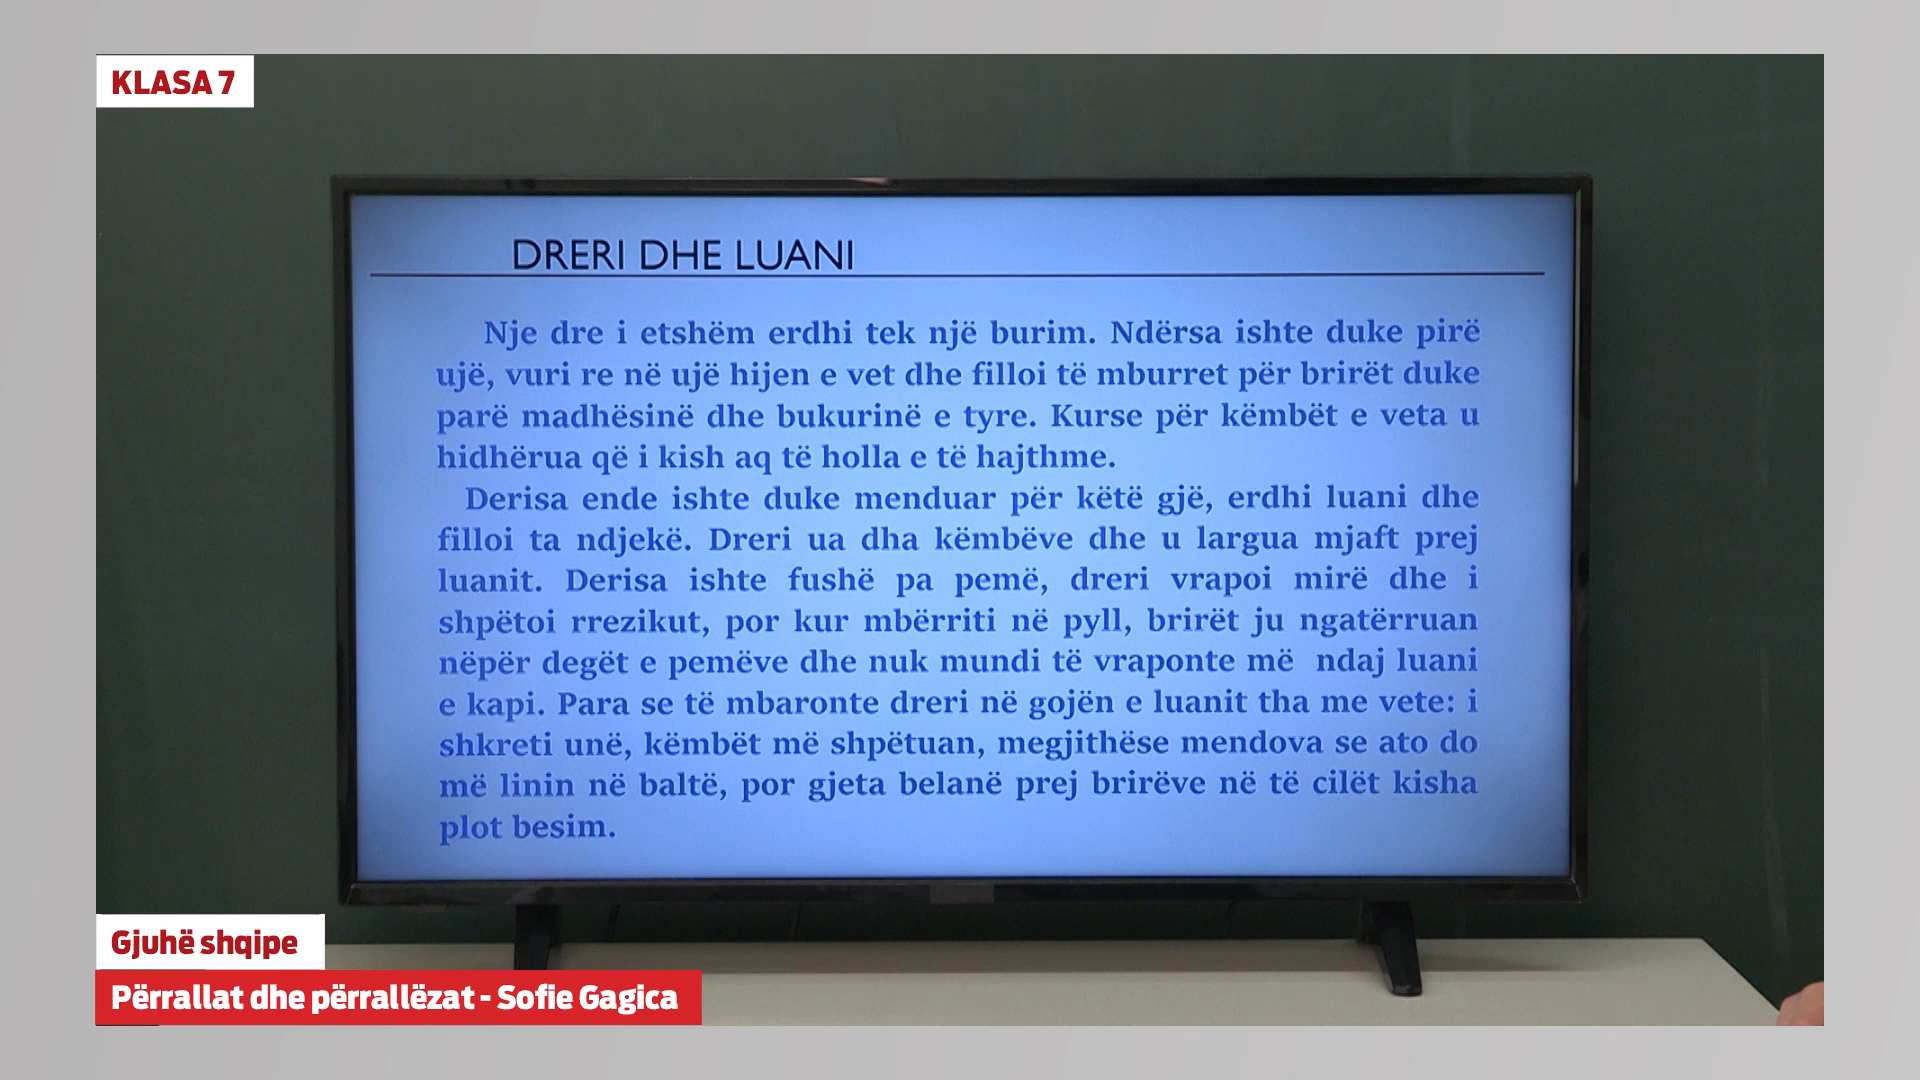 KLASA 7
DRERI DHE LUANI
Nje dre i etshëm erdhi tek një burim. Ndërsa ishte duke pirë
ujë, vuri re në ujë hijen e vet dhe filloi të mburret për brirët duke
parë madhësinë dhe bukurinë e tyre. Kurse për këmbët e veta u
hidhërua që i kish aq të holla e të hajthme.
Derisa ende ishte duke menduar për këtë gjë, erdhi luani dhe
filloi ta ndjekë. Dreri ua dha këmbëve dhe u largua mjaft prej
luanit. Derisa ishte fushë pa pemë, dreri vrapoi mirë dhe i
shpëtoi rrezikut, por kur mbërriti në pyll, brirët ju ngatërruan
nëpër degët e pemëve dhe nuk mundi të vraponte më ndaj luani
e kapi. Para se të mbaronte dreri në gojën e luanit tha me vete: i
shkreti unë, këmbët më shpëtuan, megjithëse mendova se ato do
më linin në baltë, por gjeta belanë prej brirëve në të cilët kisha
plot besim.
Gjuhë shqipe
Përrallat dhe përrallëzat - Sofie Gagica